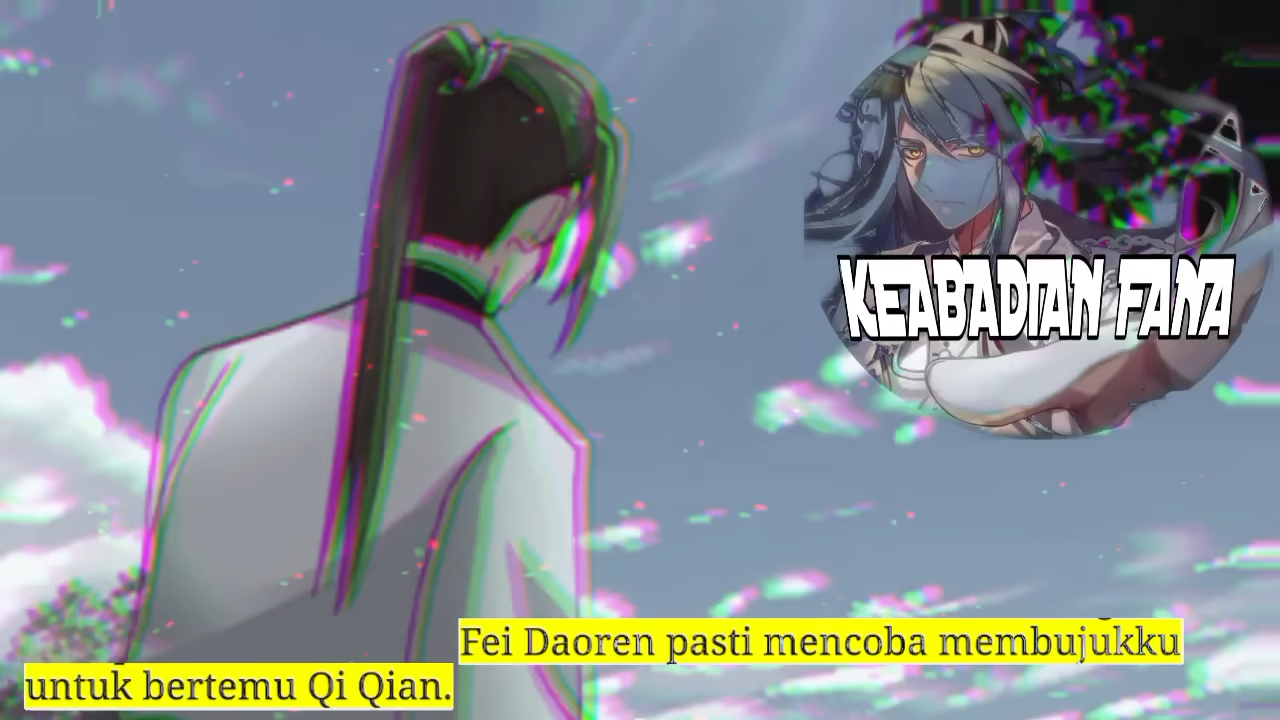 KEABADIAN FANA
Fei Daoren pasti mencoba membujukku
untuk bertemu Qi Qian.